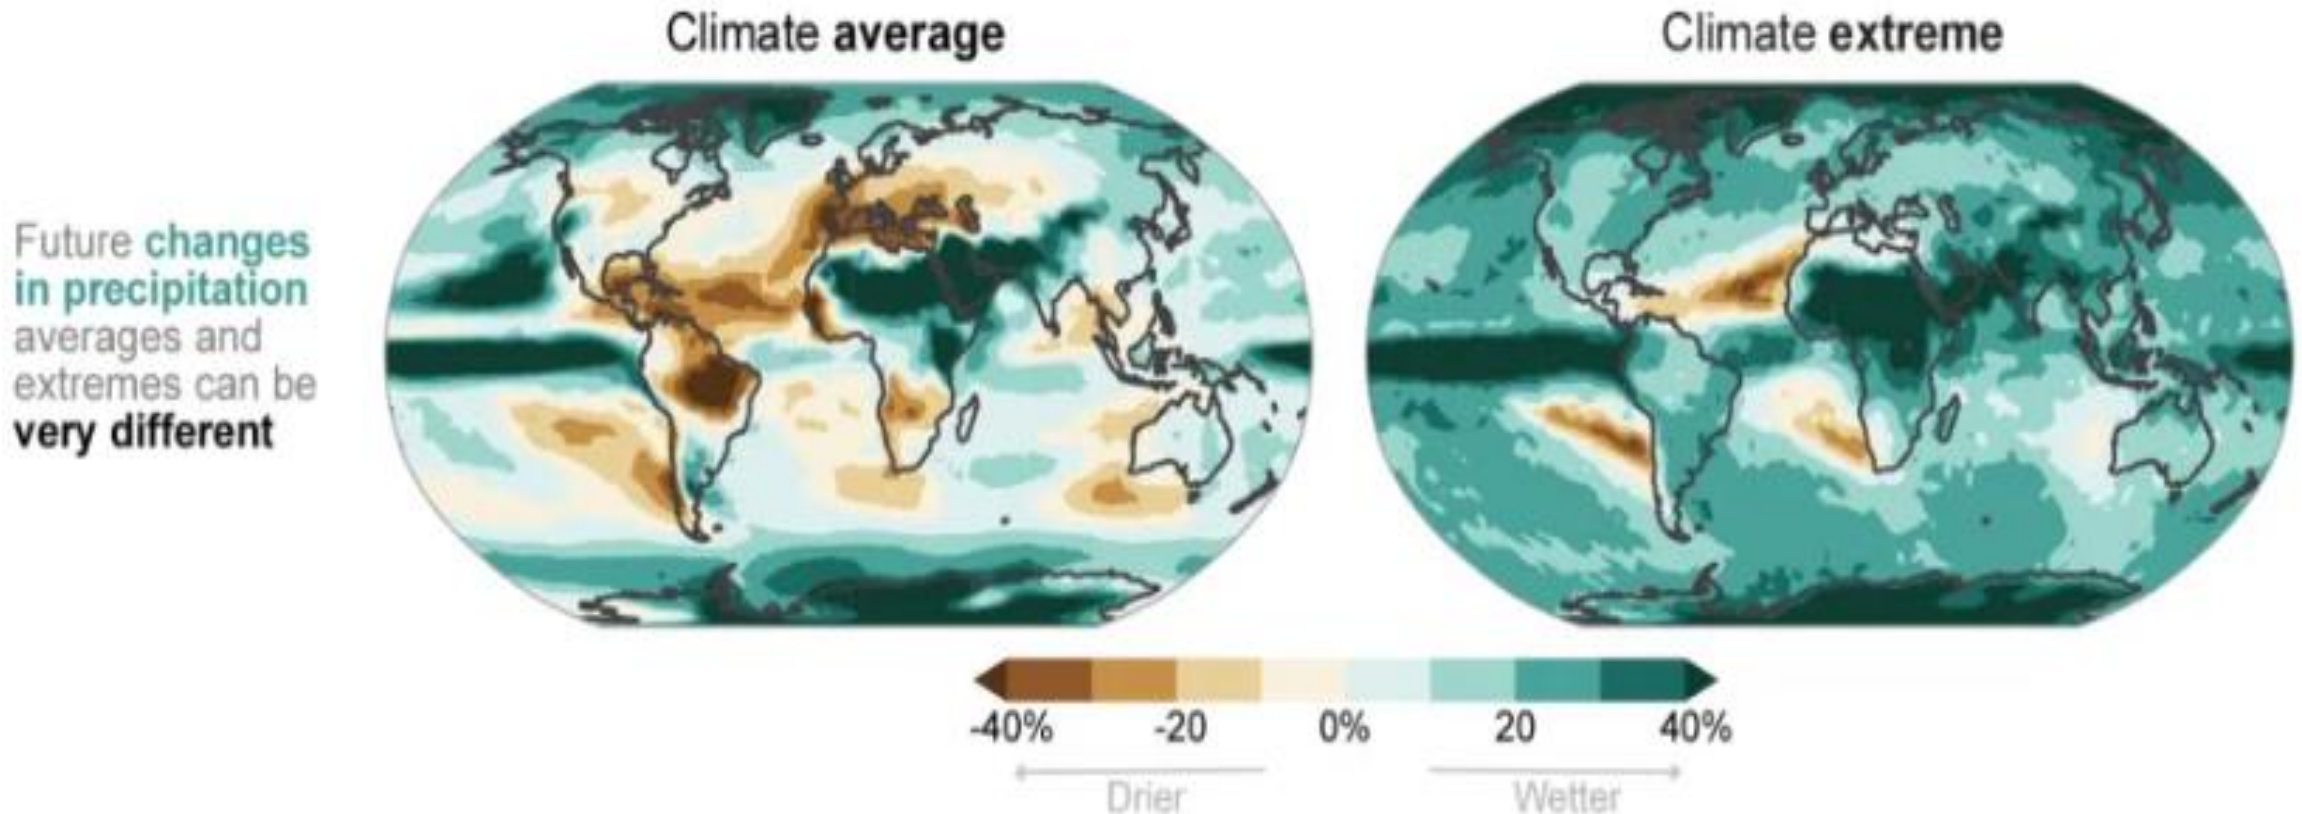 Climate average
Climate extreme
Future changes
in precipitation
averages and
extremes can be
very different
-40% -20 0% 20 40%
Drier
Wetter